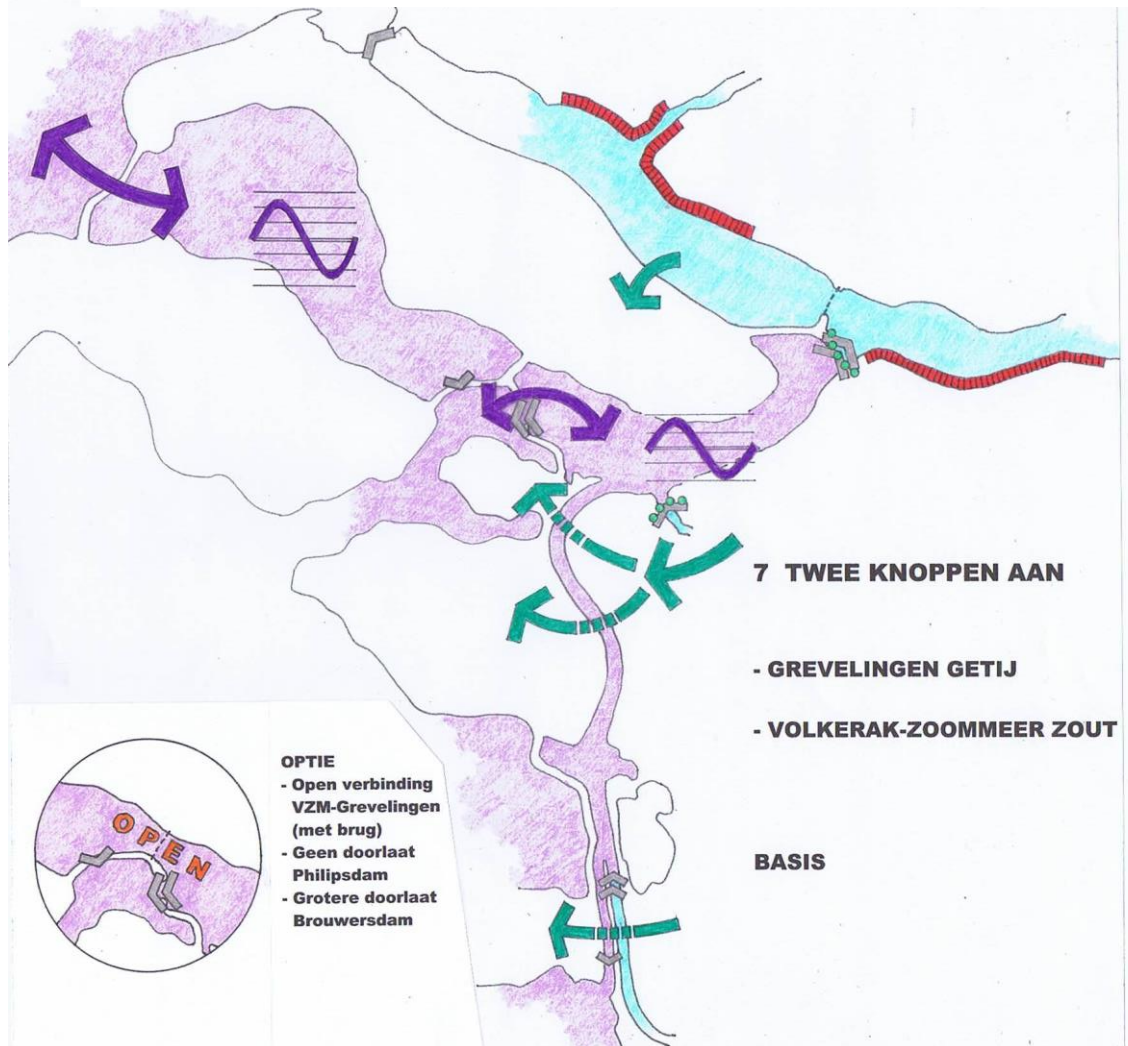 7 TWEE KNOPPEN AAN
- GREVELINGEN GETIJ
- VOLKERAK-ZOOMMEER ZOUT
BASIS
OPTIE
- Open verbinding
VZM-Grevelingen
(met brug)
- Geen doorlaat
Philipsdam
- Grotere doorlaat
Brouwersdam
OPEN